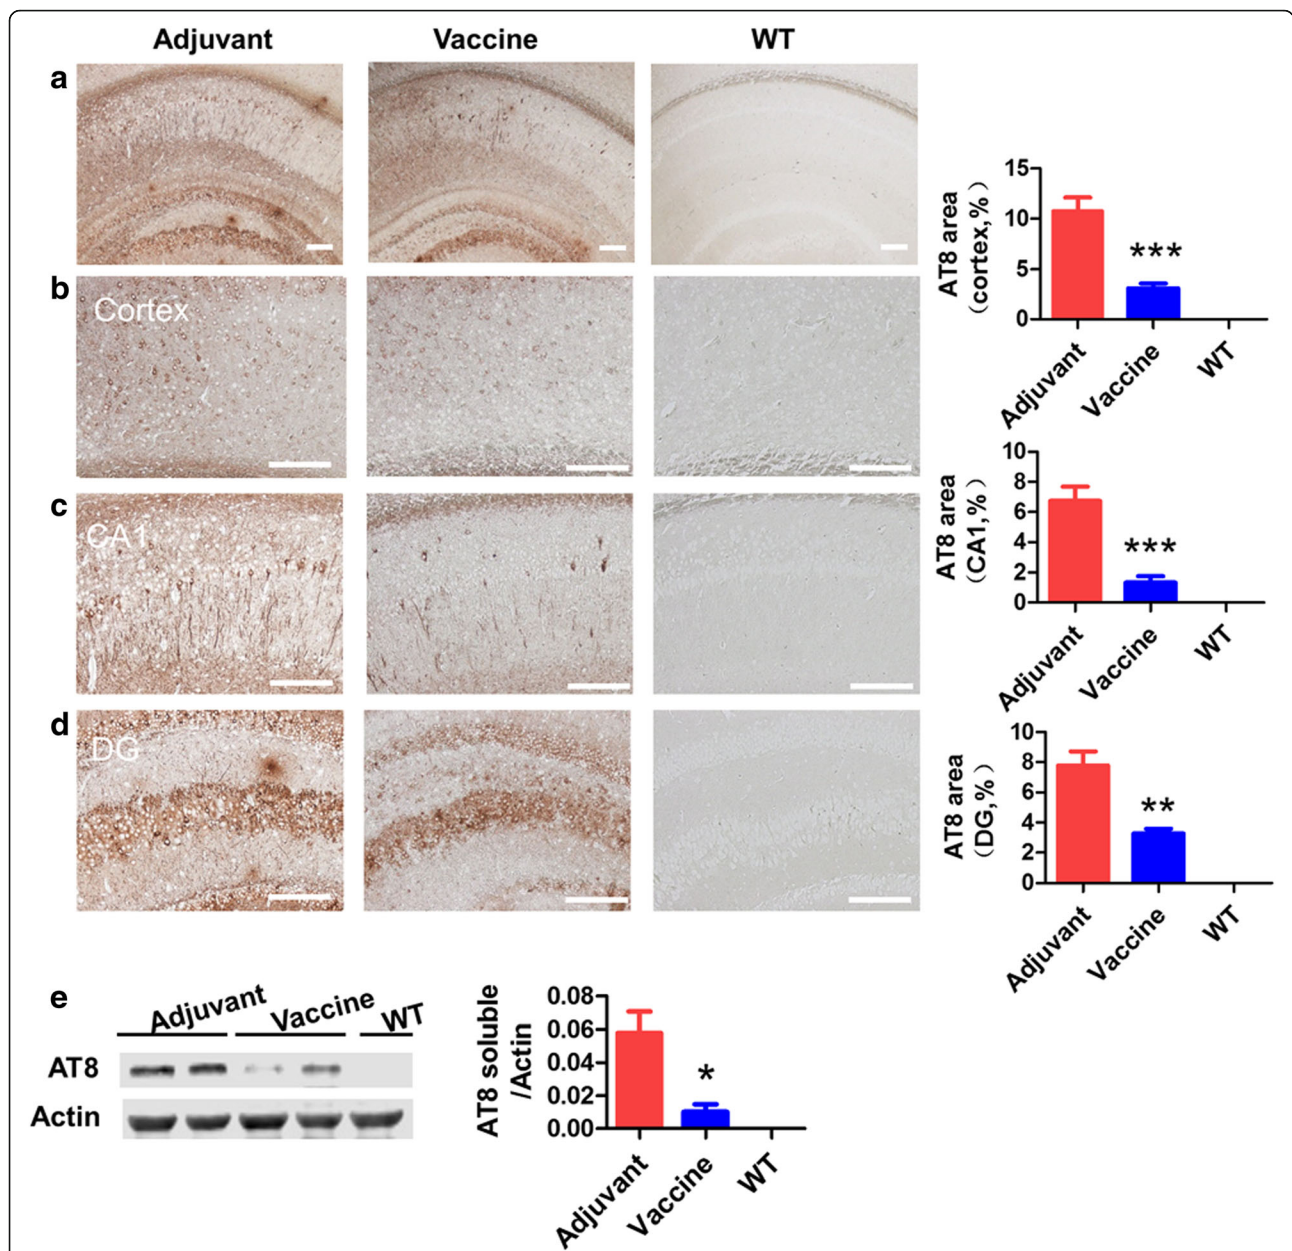 Adjuvant Vaccine WT
a
b
Cortex
c
CA1
d
DG
AT8 area
(cortex,%)
15
10
5
0
***
Adjuvant
Vaccine
WT
AT8 area
(CA1,%)
10
8
6
4
2
0
***
Adjuvant
Vaccine
WT
AT8 area
(DG,%)
10
8
6
4
2
0
**
Adjuvant
Vaccine
WT
e
Adjuvant Vaccine WT
AT8
Actin
AT8 soluble
/Actin
0.08
0.06
0.04
0.02
0.00
*
Adjuvant
Vaccine
WT